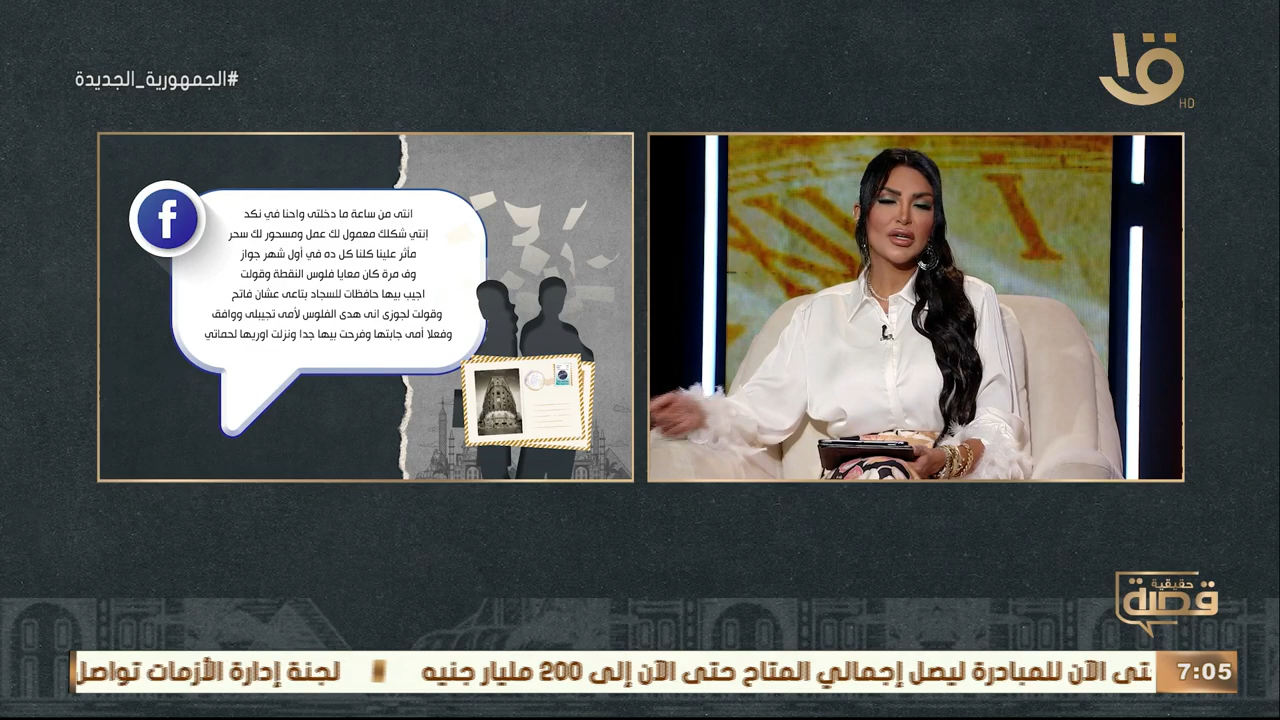 #الجمهورية_الجديدة
HD
f
انتى من ساعة ما دخلتى واحنا في نكد
إنتي شكلك معمول لك عمل ومسحور لك سحر
مأثر علينا كلنا كل ده في أول شهر جواز
وف مرة كان معايا فلوس النقطة وقولت
اجيب بيها حافظات للسجاد بتاعى عشان فاتح
وقولت لجوزى انى هدى الفلوس لأمى تجيبلى ووافق
وفعلا أمى جابتها وفرحت بيها جدا ونزلت اوريها لحماتي
قصة
حقيقية
7:05
تى الآن للمبادرة ليصل إجمالي المتاح حتى الآن إلى 200 مليار جنيه
لجنة إدارة الأزمات تواصل